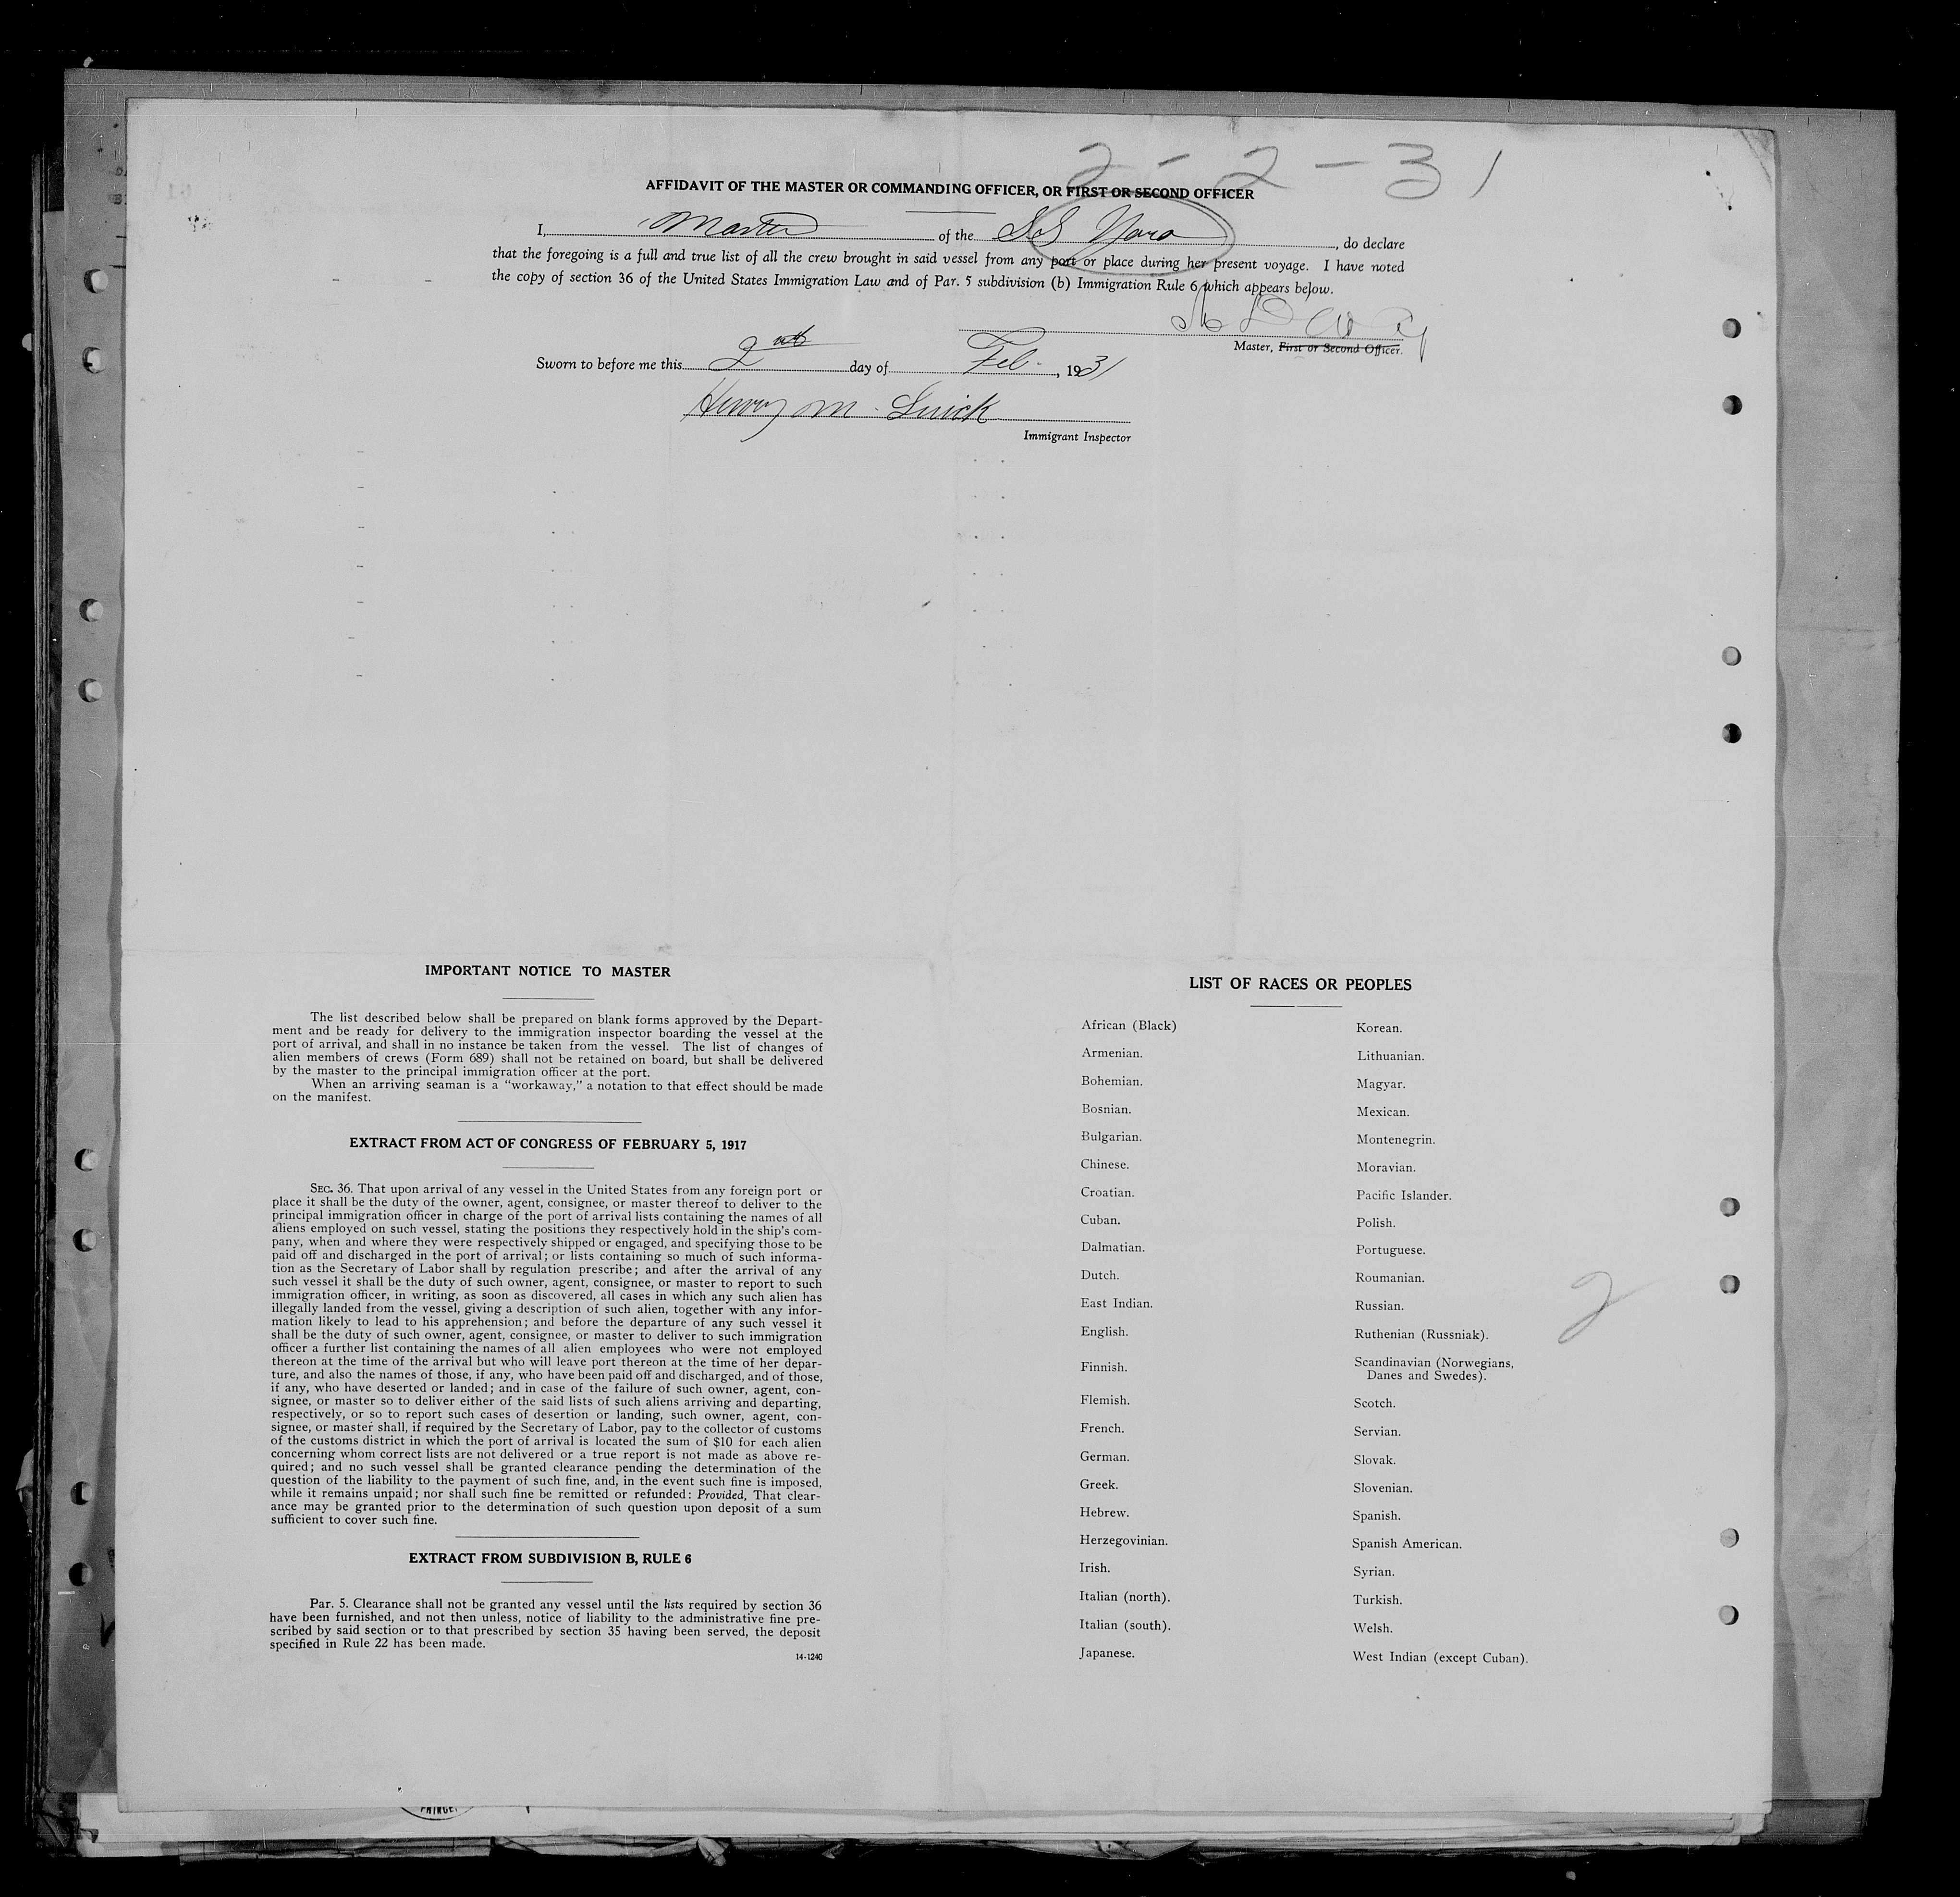 2-2-31
AFFIDAVIT OF THE MASTER OR COMMANDING OFFICER, OR FIRST OR SECOND OFFICER
I, Master of the SS Yoro, do declare
that the foregoing is a full and true list of all the crew brought in said vessel from any port or place during her present voyage. I have noted
the copy of section 36 of the United States Immigration Law and of Par. 5 subdivision (b) Immigration Rule 6 which appears below.
Master, First or Second Officer.
Sworn to before me this 2nd day of Feb., 1931
Henry M.
Immigrant Inspector
IMPORTANT NOTICE TO MASTER
The list described below shall be prepared on blank forms approved by the Depart-
ment and be ready for delivery to the immigration inspector boarding the vessel at the
port of arrival, and shall in no instance be taken from the vessel. The list of changes of
alien members of crews (Form 689) shall not be retained on board, but shall be delivered
by the master to the principal immigration officer at the port.
When an arriving seaman is a "workaway," a notation to that effect should be made
on the manifest.
EXTRACT FROM ACT OF CONGRESS OF FEBRUARY 5, 1917
SEC. 36. That upon arrival of any vessel in the United States from any foreign port or
place it shall be the duty of the owner, agent, consignee, or master thereof to deliver to the
principal immigration officer in charge of the port of arrival lists containing the names of all
aliens employed on such vessel, stating the positions they respectively hold in the ship's com-
pany, when and where they were respectively shipped or engaged, and specifying those to be
paid off and discharged in the port of arrival; or lists containing so much of such informa-
tion as the Secretary of Labor shall by regulation prescribe; and after the arrival of any
such vessel it shall be the duty of such owner, agent, consignee, or master to report to such
immigration officer, in writing, as soon as discovered, all cases in which any such alien has
illegally landed from the vessel, giving a description of such alien, together with any infor-
mation likely to lead to his apprehension; and before the departure of any such vessel it
shall be the duty of such owner, agent, consignee, or master to deliver to such immigration
officer a further list containing the names of all alien employees who were not employed
thereon at the time of the arrival but who will leave port thereon at the time of her depar-
ture, and also the names of those, if any, who have been paid off and discharged, and of those,
if any, who have deserted or landed; and in case of the failure of such owner, agent, con-
signee, or master so to deliver either of the said lists of such aliens arriving and departing,
respectively, or so to report such cases of desertion or landing, such owner, agent, con-
signee, or master shall, if required by the Secretary of Labor, pay to the collector of customs
of the customs district in which the port of arrival is located the sum of $10 for each alien
concerning whom correct lists are not delivered or a true report is not made as above re-
quired; and no such vessel shall be granted clearance pending the determination of the
question of the liability to the payment of such fine, and, in the event such fine is imposed,
while it remains unpaid; nor shall such fine be remitted or refunded: Provided, That clear-
ance may be granted prior to the determination of such question upon deposit of a sum
sufficient to cover such fine.
EXTRACT FROM SUBDIVISION B, RULE 6
Par. 5. Clearance shall not be granted any vessel until the lists required by section 36
have been furnished, and not then unless, notice of liability to the administrative fine pre-
scribed by said section or to that prescribed by section 35 having been served, the deposit
specified in Rule 22 has been made.
14-1240
LIST OF RACES OR PEOPLES
African (Black)
Armenian.
Bohemian.
Bosnian.
Bulgarian.
Chinese.
Croatian.
Cuban.
Dalmatian.
Dutch.
East Indian.
English.
Finnish.
Flemish.
French.
German.
Greek.
Hebrew.
Herzegovinian.
Irish.
Italian (north).
Italian (south).
Japanese.
Korean.
Lithuanian.
Magyar.
Mexican.
Montenegrin.
Moravian.
Pacific Islander.
Polish.
Portuguese.
Roumanian.
Russian.
Ruthenian (Russniak).
Scandinavian (Norwegians,
Danes and Swedes).
Scotch.
Servian.
Slovak.
Slovenian.
Spanish.
Spanish American.
Syrian.
Turkish.
Welsh.
West Indian (except Cuban).
2